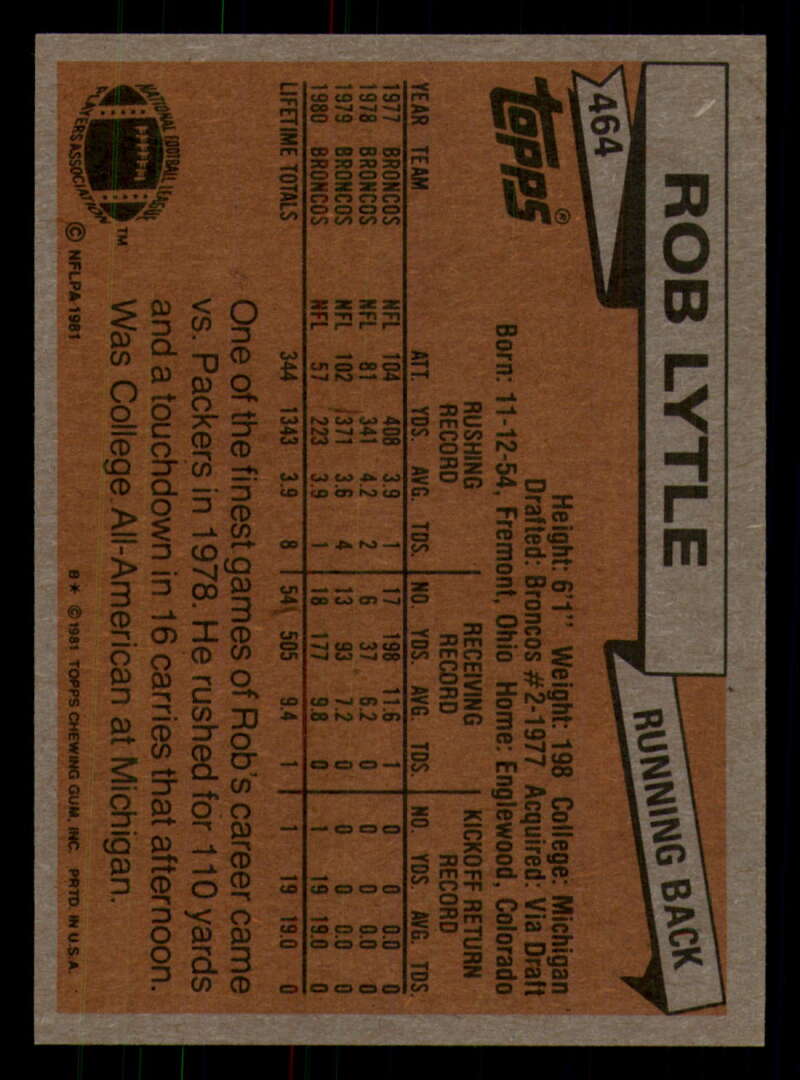 464
ROB LYTLE
RUNNING BACK
topps®
Height: 6'1" Weight: 198 College: Michigan
Drafted: Broncos #2-1977 Acquired: Via Draft
Born: 11-12-54, Fremont, Ohio Home: Englewood, Colorado
RUSHING RECORD RECEIVING RECORD KICKOFF RETURN RECORD
YEAR TEAM ATT. YDS. AVG. TDS. NO. YDS. AVG. TDS. NO. YDS. AVG. TDS.
1977 BRONCOS NFL 104 408 3.9 1 17 198 11.6 1 0 0 0.0 0
1978 BRONCOS NFL 81 341 4.2 2 6 37 6.2 0 0 0 0.0 0
1979 BRONCOS NFL 102 371 3.6 4 13 93 7.2 0 0 0 0.0 0
1980 BRONCOS NFL 57 223 3.9 1 18 177 9.8 0 1 19 19.0 0
LIFETIME TOTALS 344 1343 3.9 8 54 505 9.4 1 1 19 19.0 0
One of the finest games of Rob's career came
vs. Packers in 1978. He rushed for 110 yards
and a touchdown in 16 carries that afternoon.
Was College All-American at Michigan.
NATIONAL FOOTBALL LEAGUE
PLAYERS ASSOCIATION
™
© NFLPA 1981
B* © 1981 TOPPS CHEWING GUM, INC. PRTD. IN U.S.A.